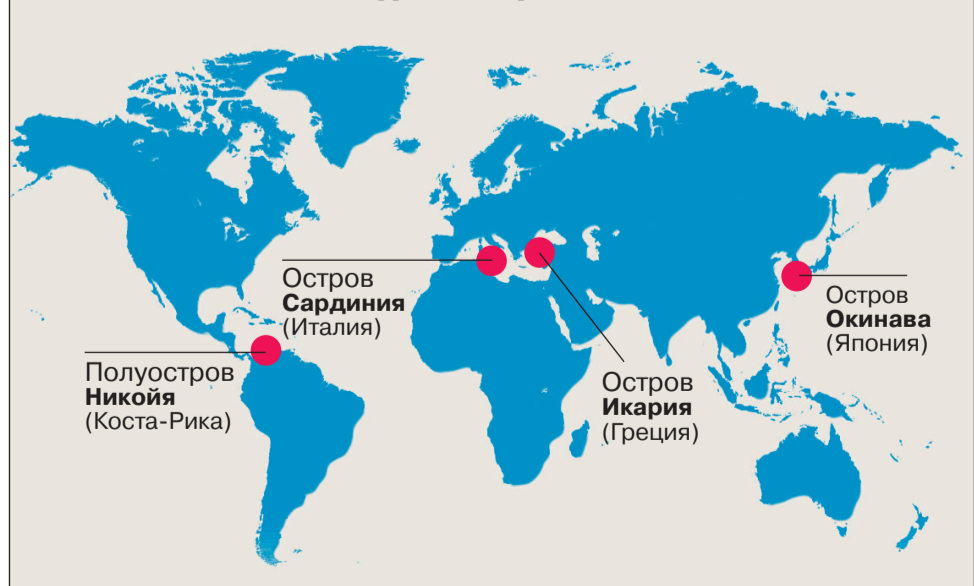 Остров
Сардиния
(Италия)
Остров
Окинава
(Япония)
Полуостров
Никойя
(Коста-Рика)
Остров
Икария
(Греция)